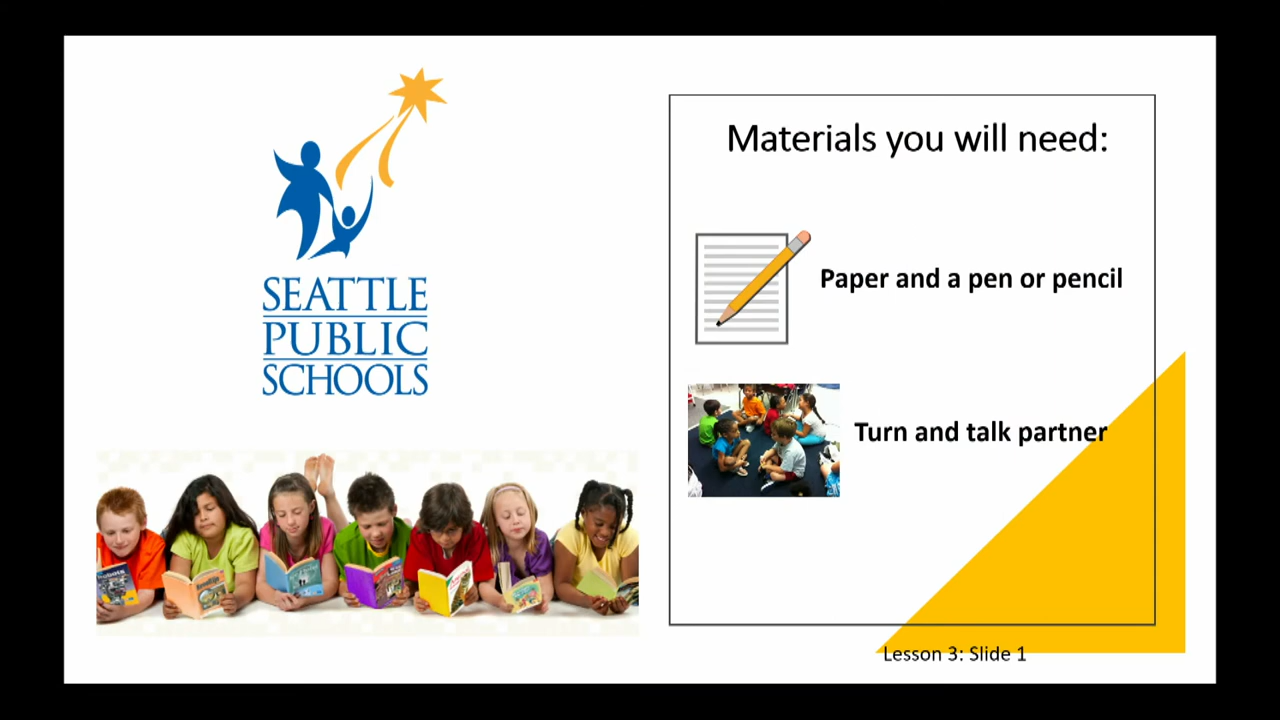 SEATTLE
PUBLIC
SCHOOLS
Materials you will need:
Paper and a pen or pencil
Turn and talk partner
Lesson 3: Slide 1